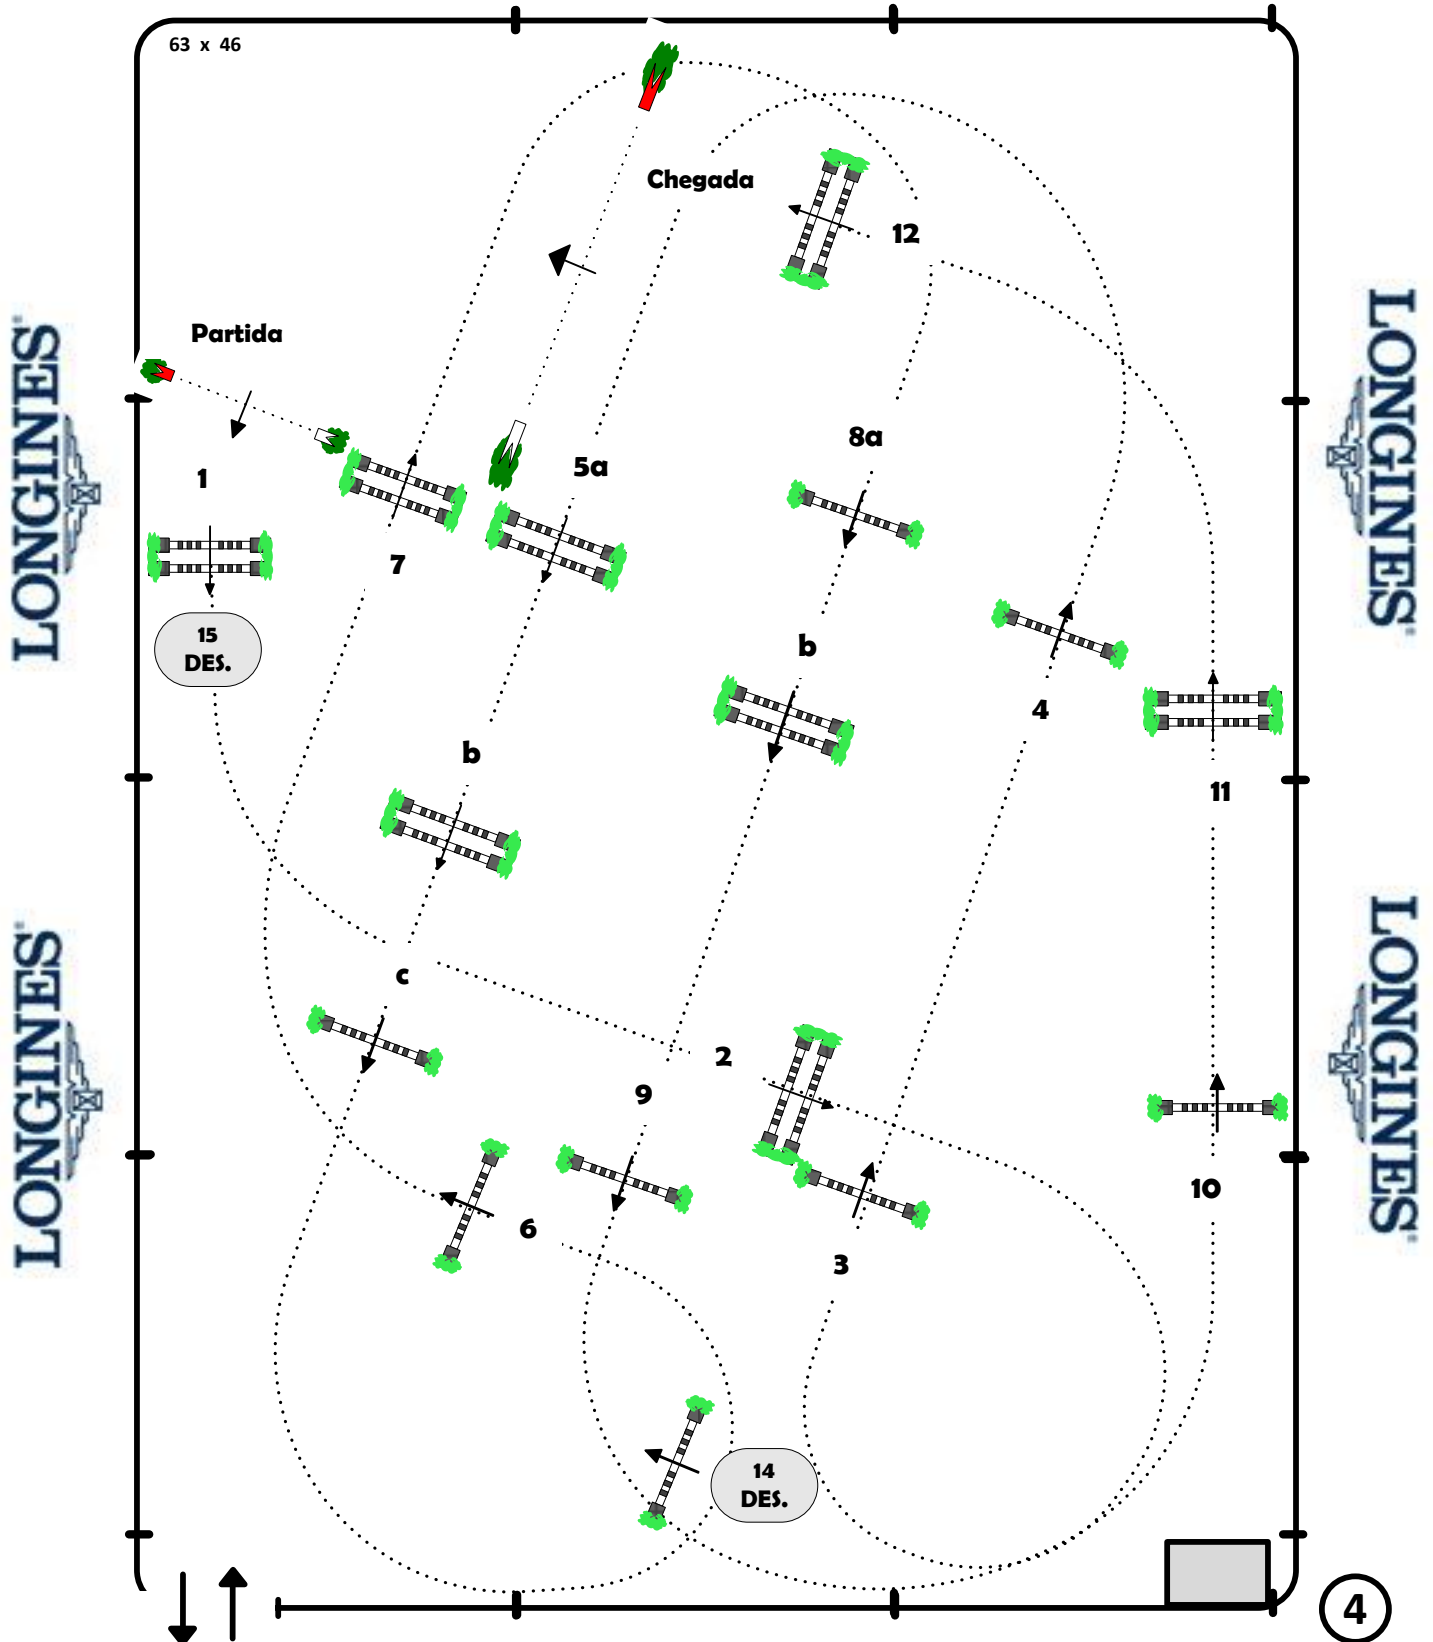 63 x 46
Chegada
12
Partida
LONGINES
LONGINES
8a
5a
1
7
15
DES.
b
4
b
11
c
LONGINES
LONGINES
2
9
10
6
3
14
DES.
4